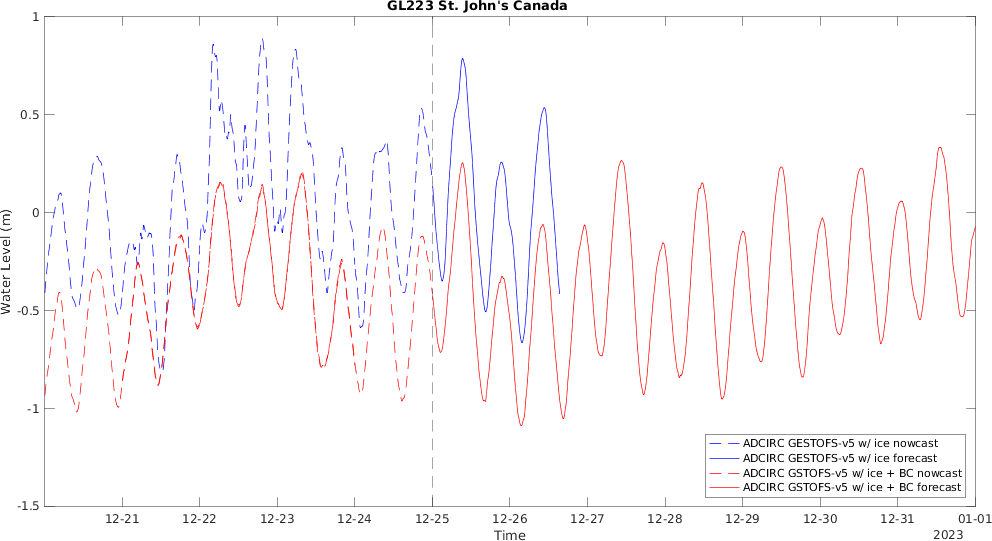 GL223 St. John's Canada
1
0.5
0
-0.5
-1
-1.5
Water Level (m)
ADCIRC GESTOFS-v5 w/ ice nowcast
ADCIRC GESTOFS-v5 w/ ice forecast
ADCIRC GSTOFS-v5 w/ ice + BC nowcast
ADCIRC GSTOFS-v5 w/ ice + BC forecast
12-21 12-22 12-23 12-24 12-25 12-26 12-27 12-28 12-29 12-30 12-31 01-01
Time
2023